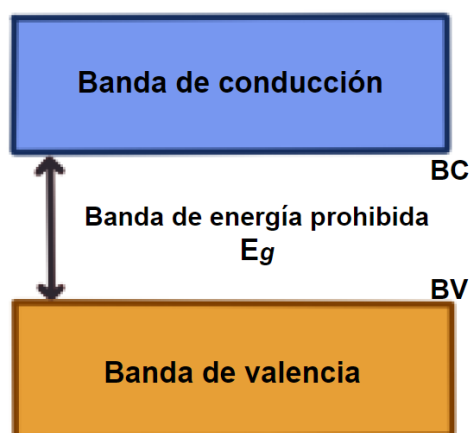 Banda de conducción
BC
Banda de energía prohibida
Eg
BV
Banda de valencia